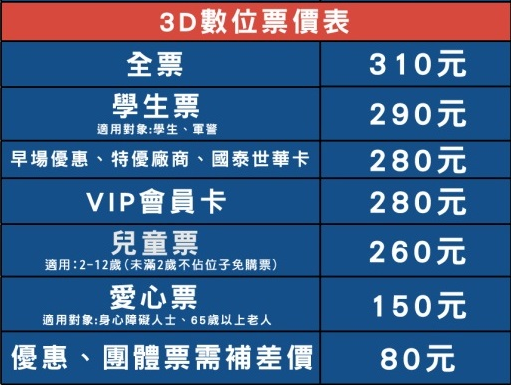 3D數位票價表
全票 310元
學生票 290元
適用對象:學生、軍警
早場優惠、特優廠商、國泰世華卡 280元
VIP會員卡 280元
兒童票 260元
適用:2-12歲(未滿2歲不佔位子免購票)
愛心票 150元
適用對象:身心障礙人士、65歲以上老人
優惠、團體票需補差價 80元